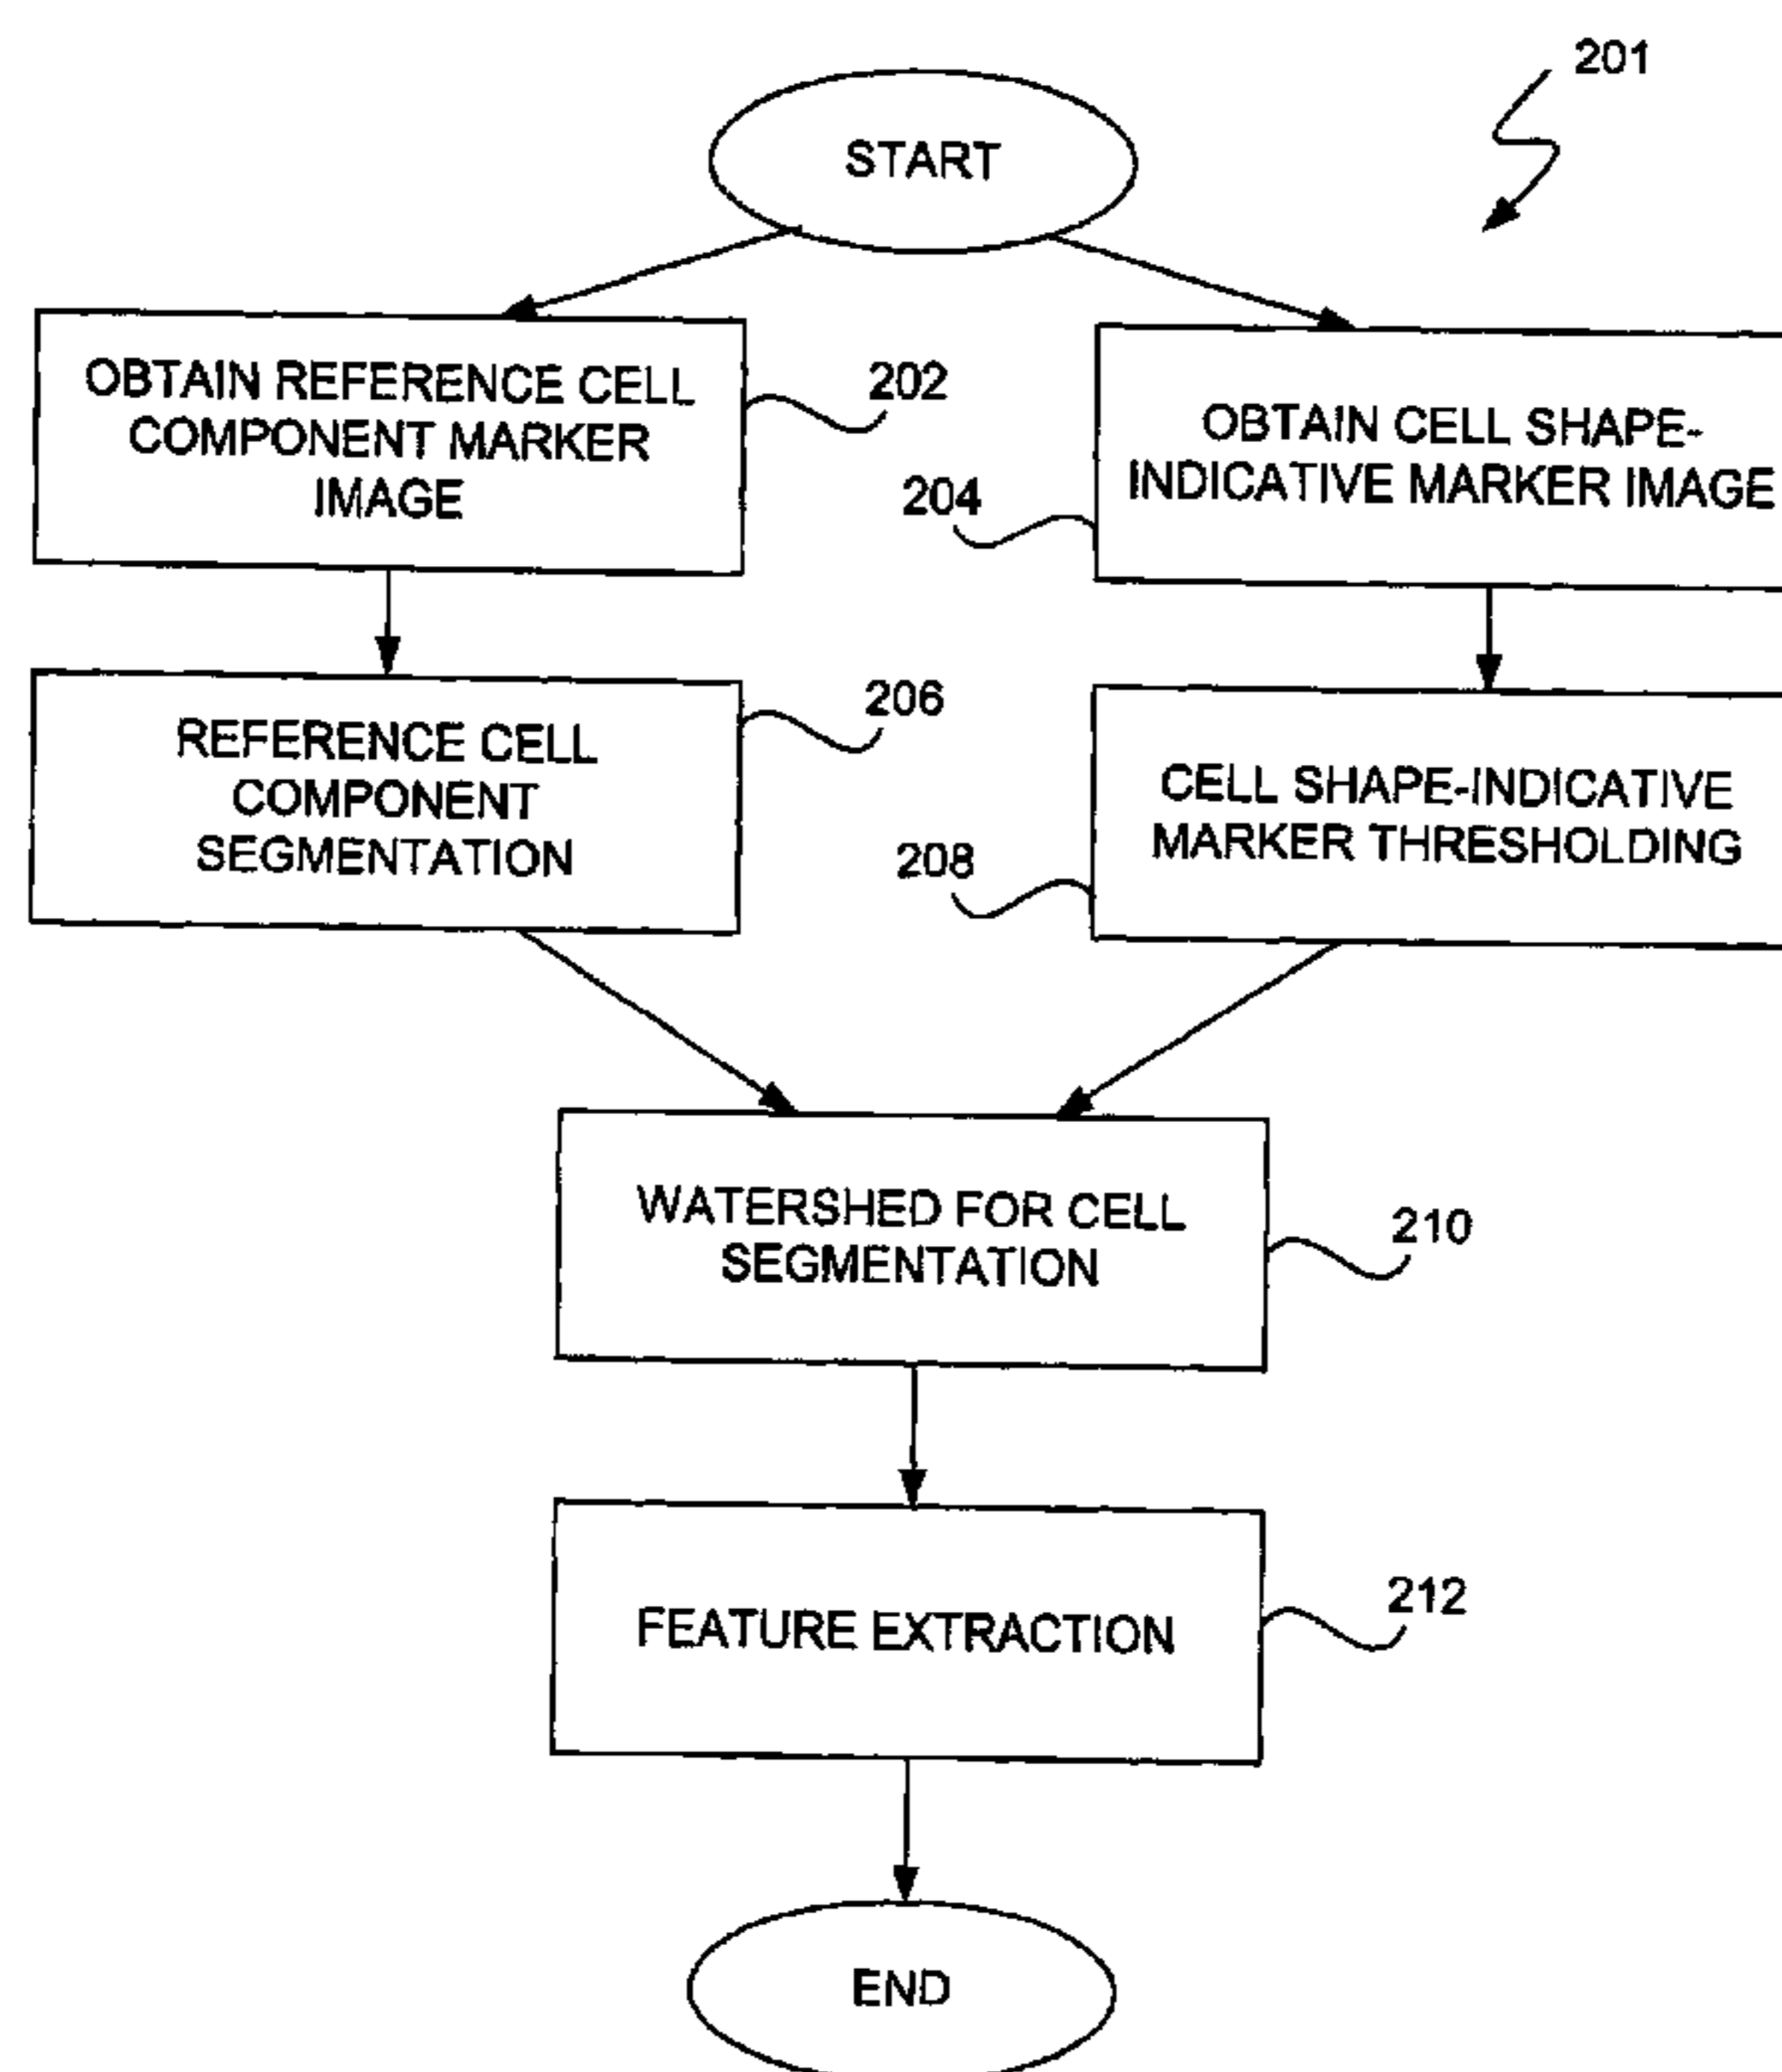 201
START
OBTAIN REFERENCE CELL
COMPONENT MARKER
IMAGE
202
OBTAIN CELL SHAPE-
INDICATIVE MARKER IMAGE
204
REFERENCE CELL
COMPONENT
SEGMENTATION
206
CELL SHAPE-INDICATIVE
MARKER THRESHOLDING
208
WATERSHED FOR CELL
SEGMENTATION
210
FEATURE EXTRACTION
212
END